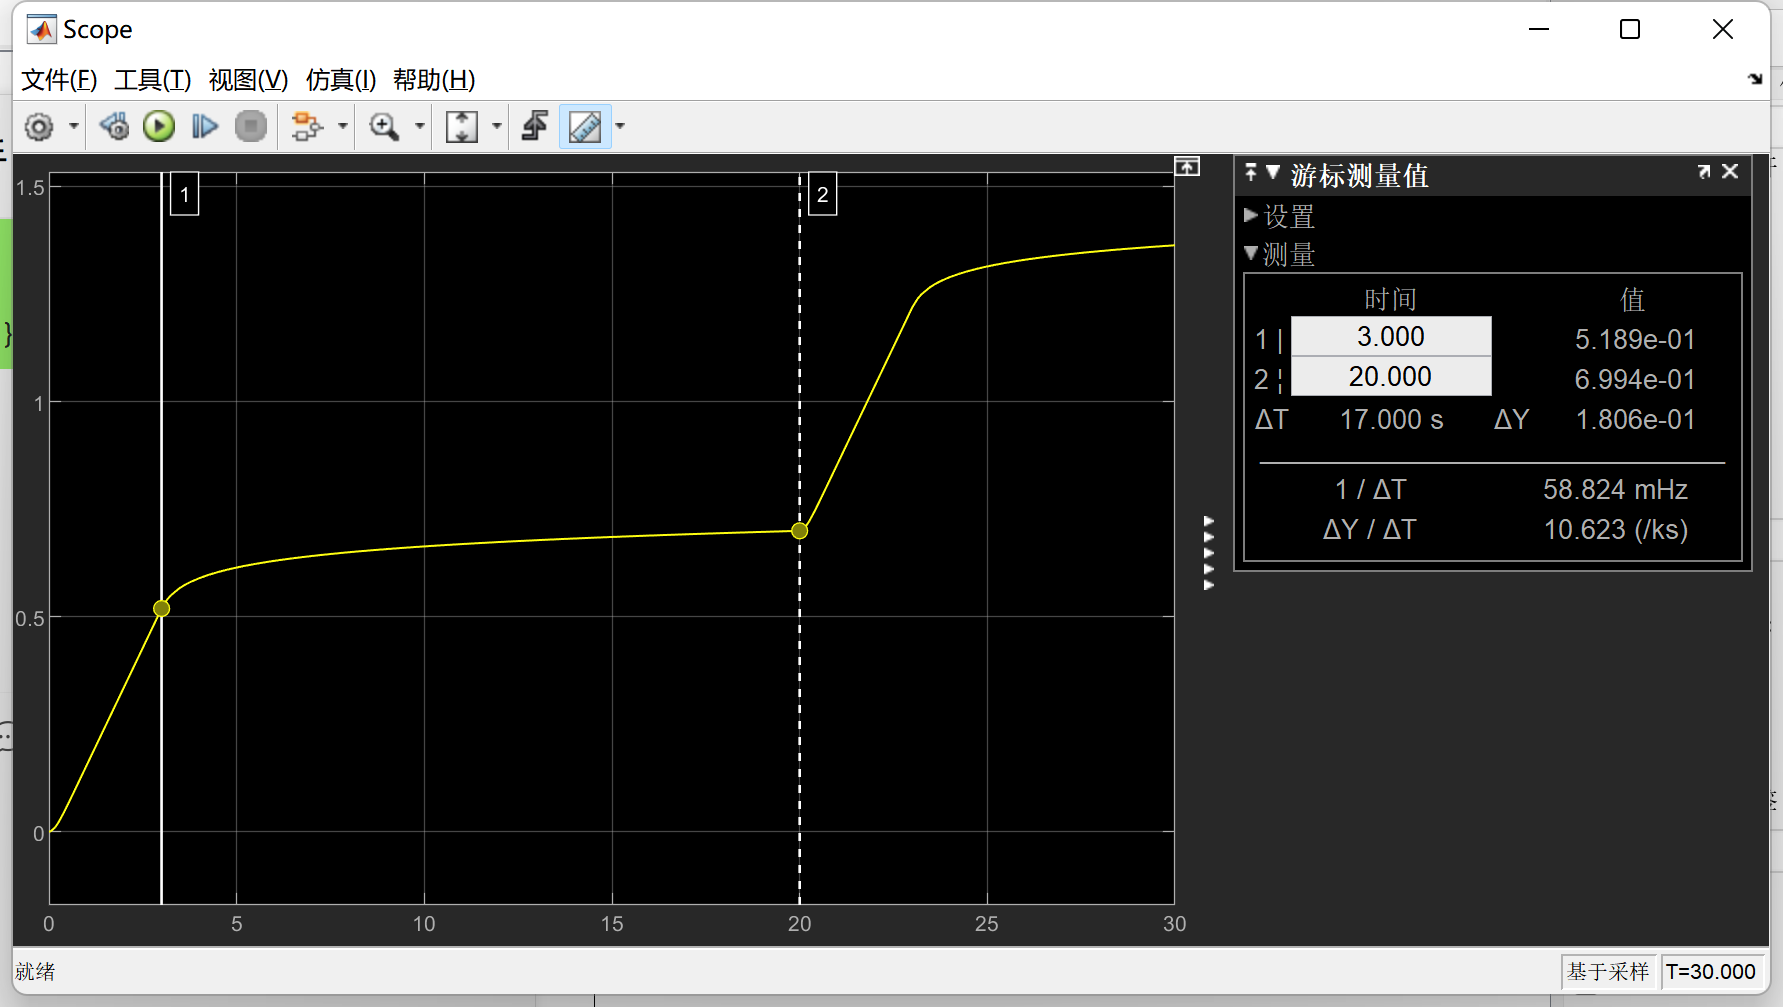 Scope
文件(F) 工具(T) 视图(V) 仿真(I) 帮助(H)
1.5
1
0.5
0
1
2
0 5 10 15 20 25 30
游标测量值
设置
测量
时间 值
1 | 3.000 5.189e-01
2 ¦ 20.000 6.994e-01
ΔT 17.000 s ΔY 1.806e-01
1 / ΔT 58.824 mHz
ΔY / ΔT 10.623 (/ks)
就绪
基于采样 T=30.000